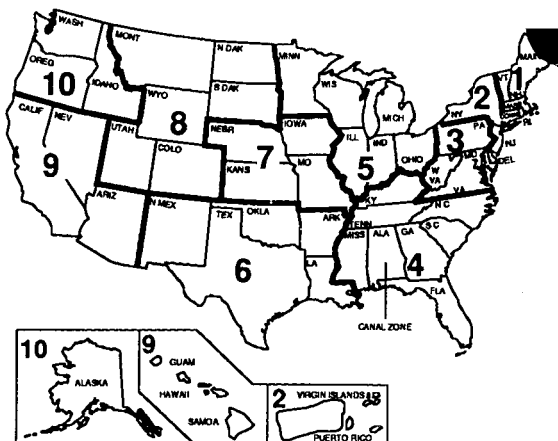 WASH
MONT
N DAK
MINN
OREG
IDAHO
S DAK
WIS
MICH
VT
1
10
WYO
2
NY
CALIF
NEV
UTAH
8
NEBR
IOWA
3
PA
RI
NJ
9
COLO
7
ILL
IND
OHIO
MD
DEL
KANS
MO
5
W
VA
VA
KY
ARIZ
N MEX
OKLA
TEX
ARK
TENN
N C
S C
MISS
ALA
GA
6
LA
4
FLA
CANAL ZONE
10
ALASKA
9
GUAM
HAWAII
SAMOA
2
VIRGIN ISLANDS
PUERTO RICO